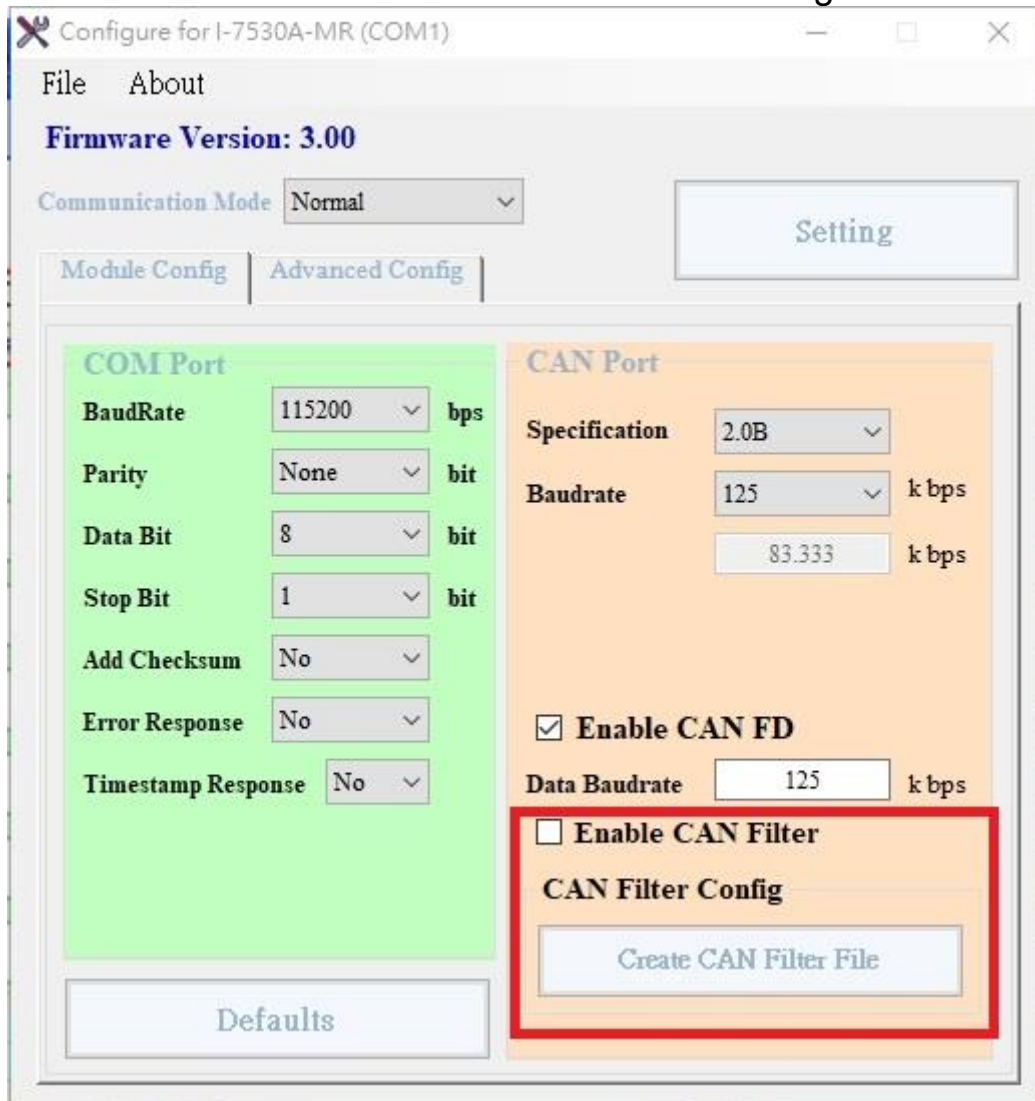 Configure for I-7530A-MR (COM1)
File About
Firmware Version: 3.00
Communication Mode Normal
Setting
Module Config Advanced Config
COM Port
BaudRate 115200 bps
Parity None bit
Data Bit 8 bit
Stop Bit 1 bit
Add Checksum No
Error Response No
Timestamp Response No
Defaults
CAN Port
Specification 2.0B
Baudrate 125 k bps
83.333 k bps
Enable CAN FD
Data Baudrate 125 k bps
Enable CAN Filter
CAN Filter Config
Create CAN Filter File